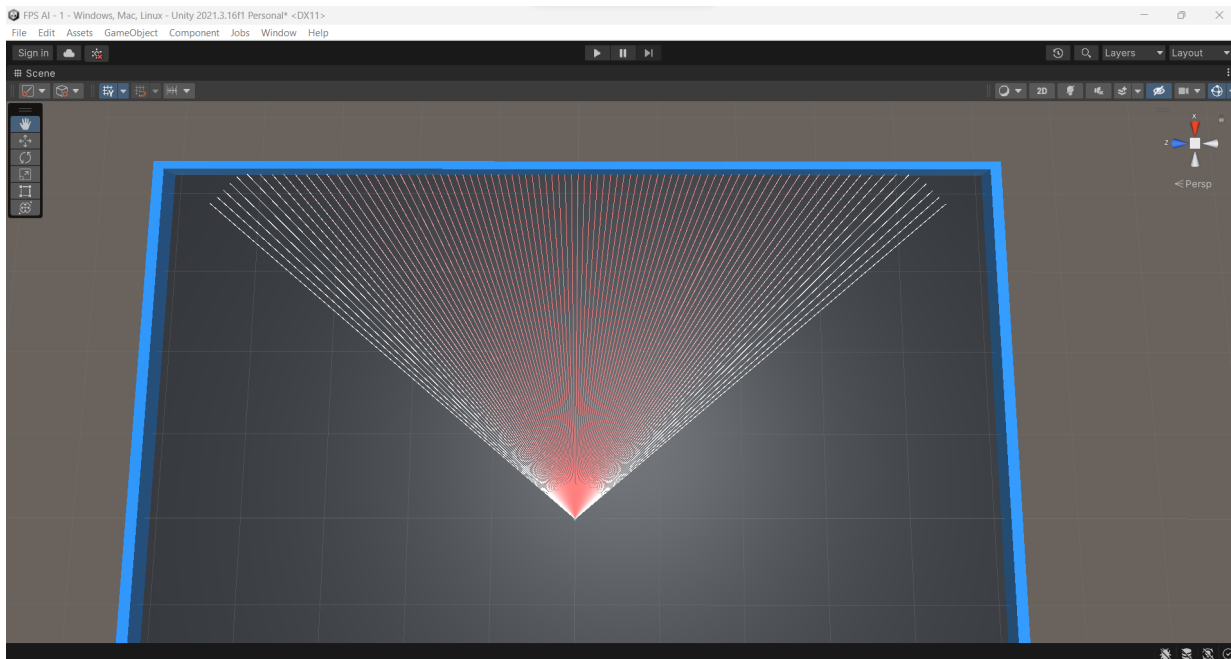 FPS AI - 1 - Windows, Mac, Linux - Unity 2021.3.16f1 Personal* <DX11>
File Edit Assets GameObject Component Jobs Window Help
Sign in Layers Layout
Scene
2D
x
z
Persp